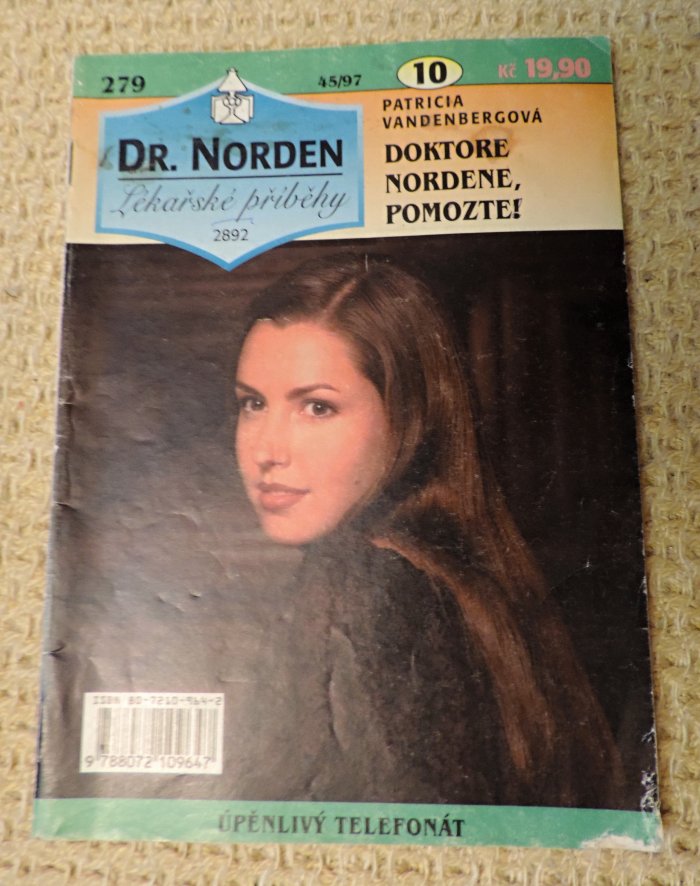 279
45/97
10
Kč 19,90
DR. NORDEN
Lékařské příběhy
2892
PATRICIA
VANDENBERGOVÁ
DOKTORE
NORDENE,
POMOZTE!
ISBN 80-7210-964-2
9 788072 109647
ÚPĚNLIVÝ TELEFONÁT